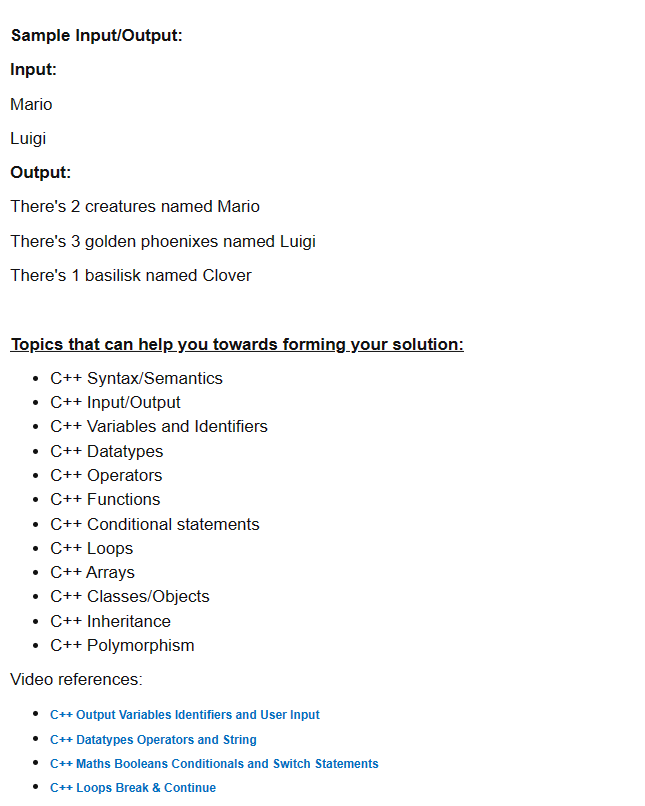 Sample Input/Output:
Input:
Mario
Luigi
Output:
There's 2 creatures named Mario
There's 3 golden phoenixes named Luigi
There's 1 basilisk named Clover
Topics that can help you towards forming your solution:
• C++ Syntax/Semantics
• C++ Input/Output
• C++ Variables and Identifiers
• C++ Datatypes
• C++ Operators
• C++ Functions
• C++ Conditional statements
• C++ Loops
• C++ Arrays
• C++ Classes/Objects
• C++ Inheritance
• C++ Polymorphism
Video references:
• C++ Output Variables Identifiers and User Input
• C++ Datatypes Operators and String
• C++ Maths Booleans Conditionals and Switch Statements
• C++ Loops Break & Continue